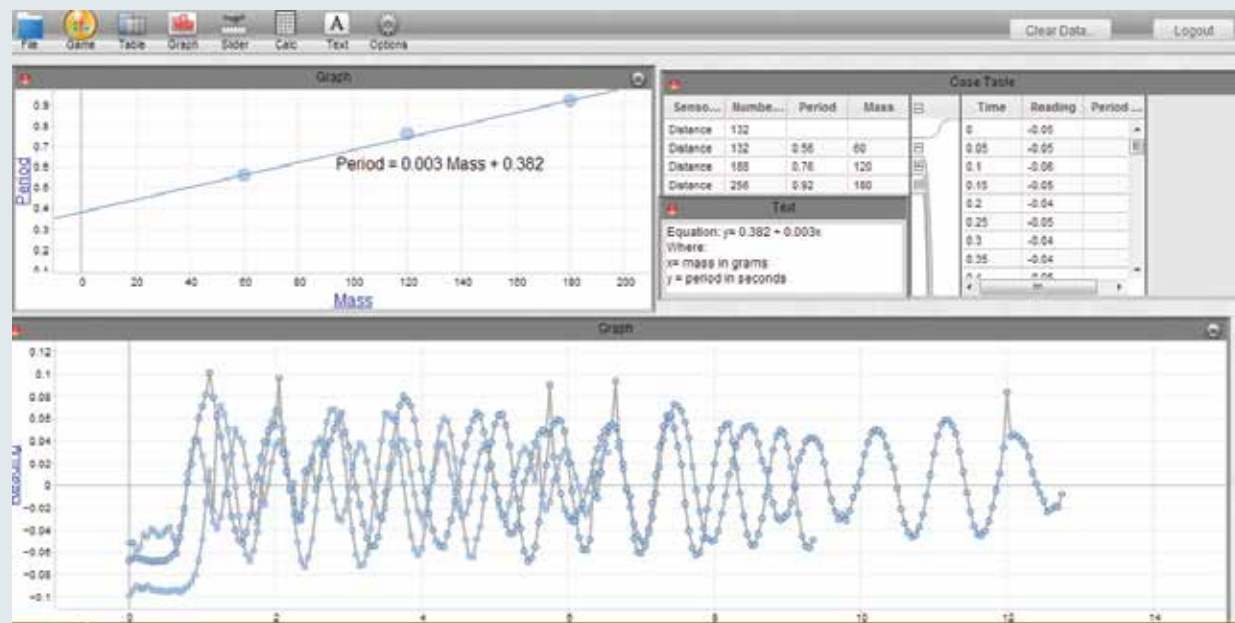 File Game Table Graph Slider Calc Text Options Clear Data... Logout
Graph
0.9
0.8
0.7
0.6
0.5
0.4
0.3
0.2
0.1
Period
Period = 0.003 Mass + 0.382
0 20 40 60 80 100 120 140 160 180 200
Mass
Case Table
Senso... Numbe... Period Mass
Distance 132
Distance 132 0.56 60
Distance 188 0.76 120
Distance 256 0.92 180
Time Reading Period ...
0 -0.05
0.05 -0.05
0.1 -0.06
0.15 -0.05
0.2 -0.04
0.25 -0.05
0.3 -0.04
0.35 -0.04
Text
Equation: y= 0.382 + 0.003x
Where:
x= mass in grams
y = period in seconds
Graph
0.12
0.1
0.08
0.06
0.04
0.02
0
-0.02
-0.04
-0.06
-0.08
-0.1
Reading
0 2 4 6 8 10 12 14